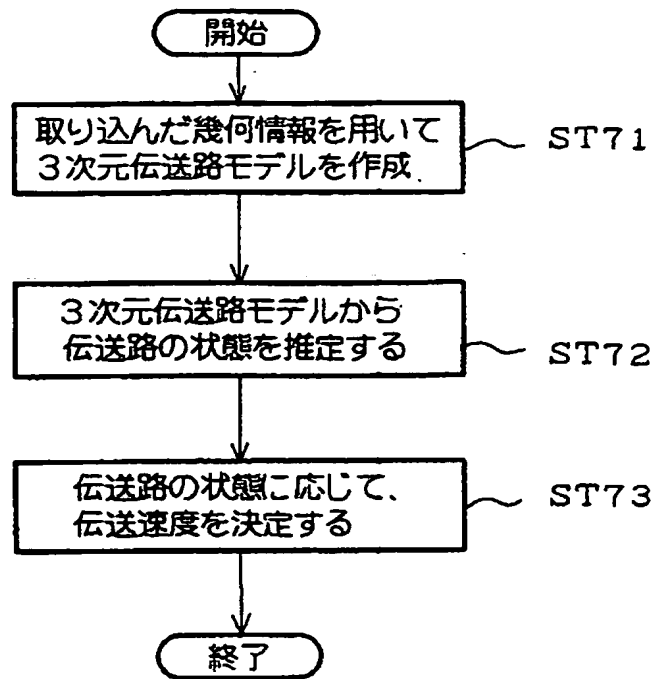 開始
取り込んだ幾何情報を用いて
3次元伝送路モデルを作成
ST71
3次元伝送路モデルから
伝送路の状態を推定する
ST72
伝送路の状態に応じて、
伝送速度を決定する
ST73
終了